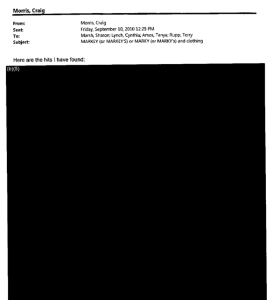 Morris, Craig
From: Morris, Craig
Sent: Friday, September 10, 2010 12:25 PM
To: Marsh, Sharon; Lynch, Cynthia; Amos, Tanya; Rupp, Terry
Subject: MARKEY (or MARKEY'S) or MARKY (or MARKY's) and clothing
Here are the hits I have found:
(b)(5)